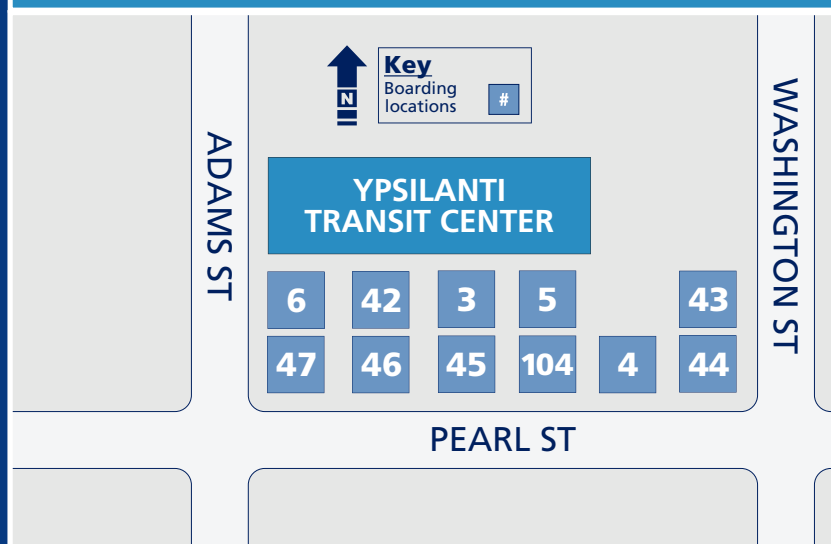 Key
Boarding
locations
#
N
ADAMS ST
WASHINGTON ST
YPSILANTI
TRANSIT CENTER
6 42 3 5 43
47 46 45 104 4 44
PEARL ST